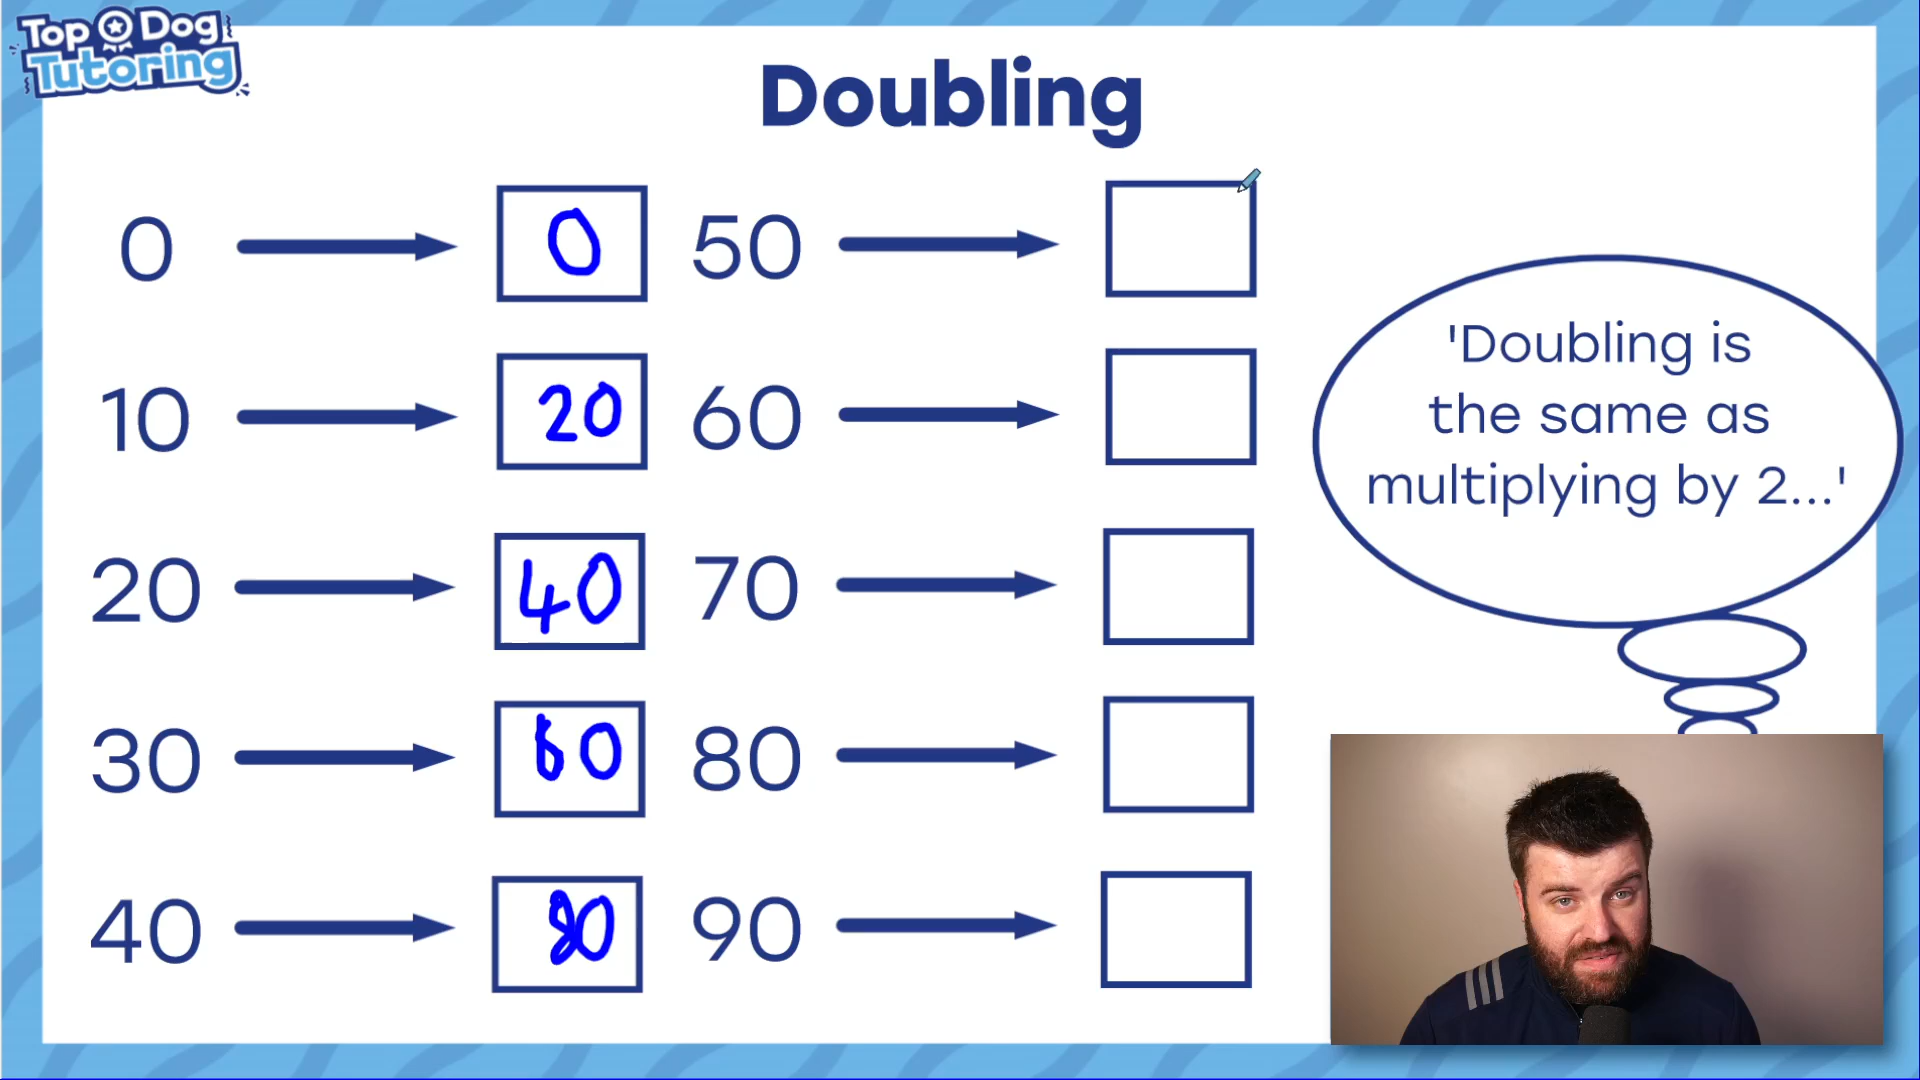 Top Dog
Tutoring
Doubling
0 0 50
10 20 60
20 40 70
30 60 80
40 80 90
'Doubling is
the same as
multiplying by 2...'